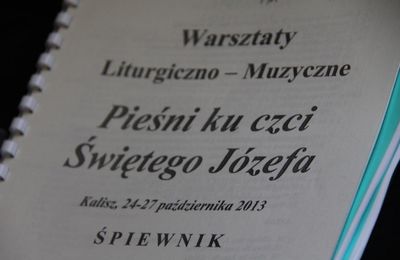 Warsztaty
Liturgiczno – Muzyczne
Pieśni ku czci
Świętego Józefa
Kalisz, 24-27 października 2013
ŚPIEWNIK